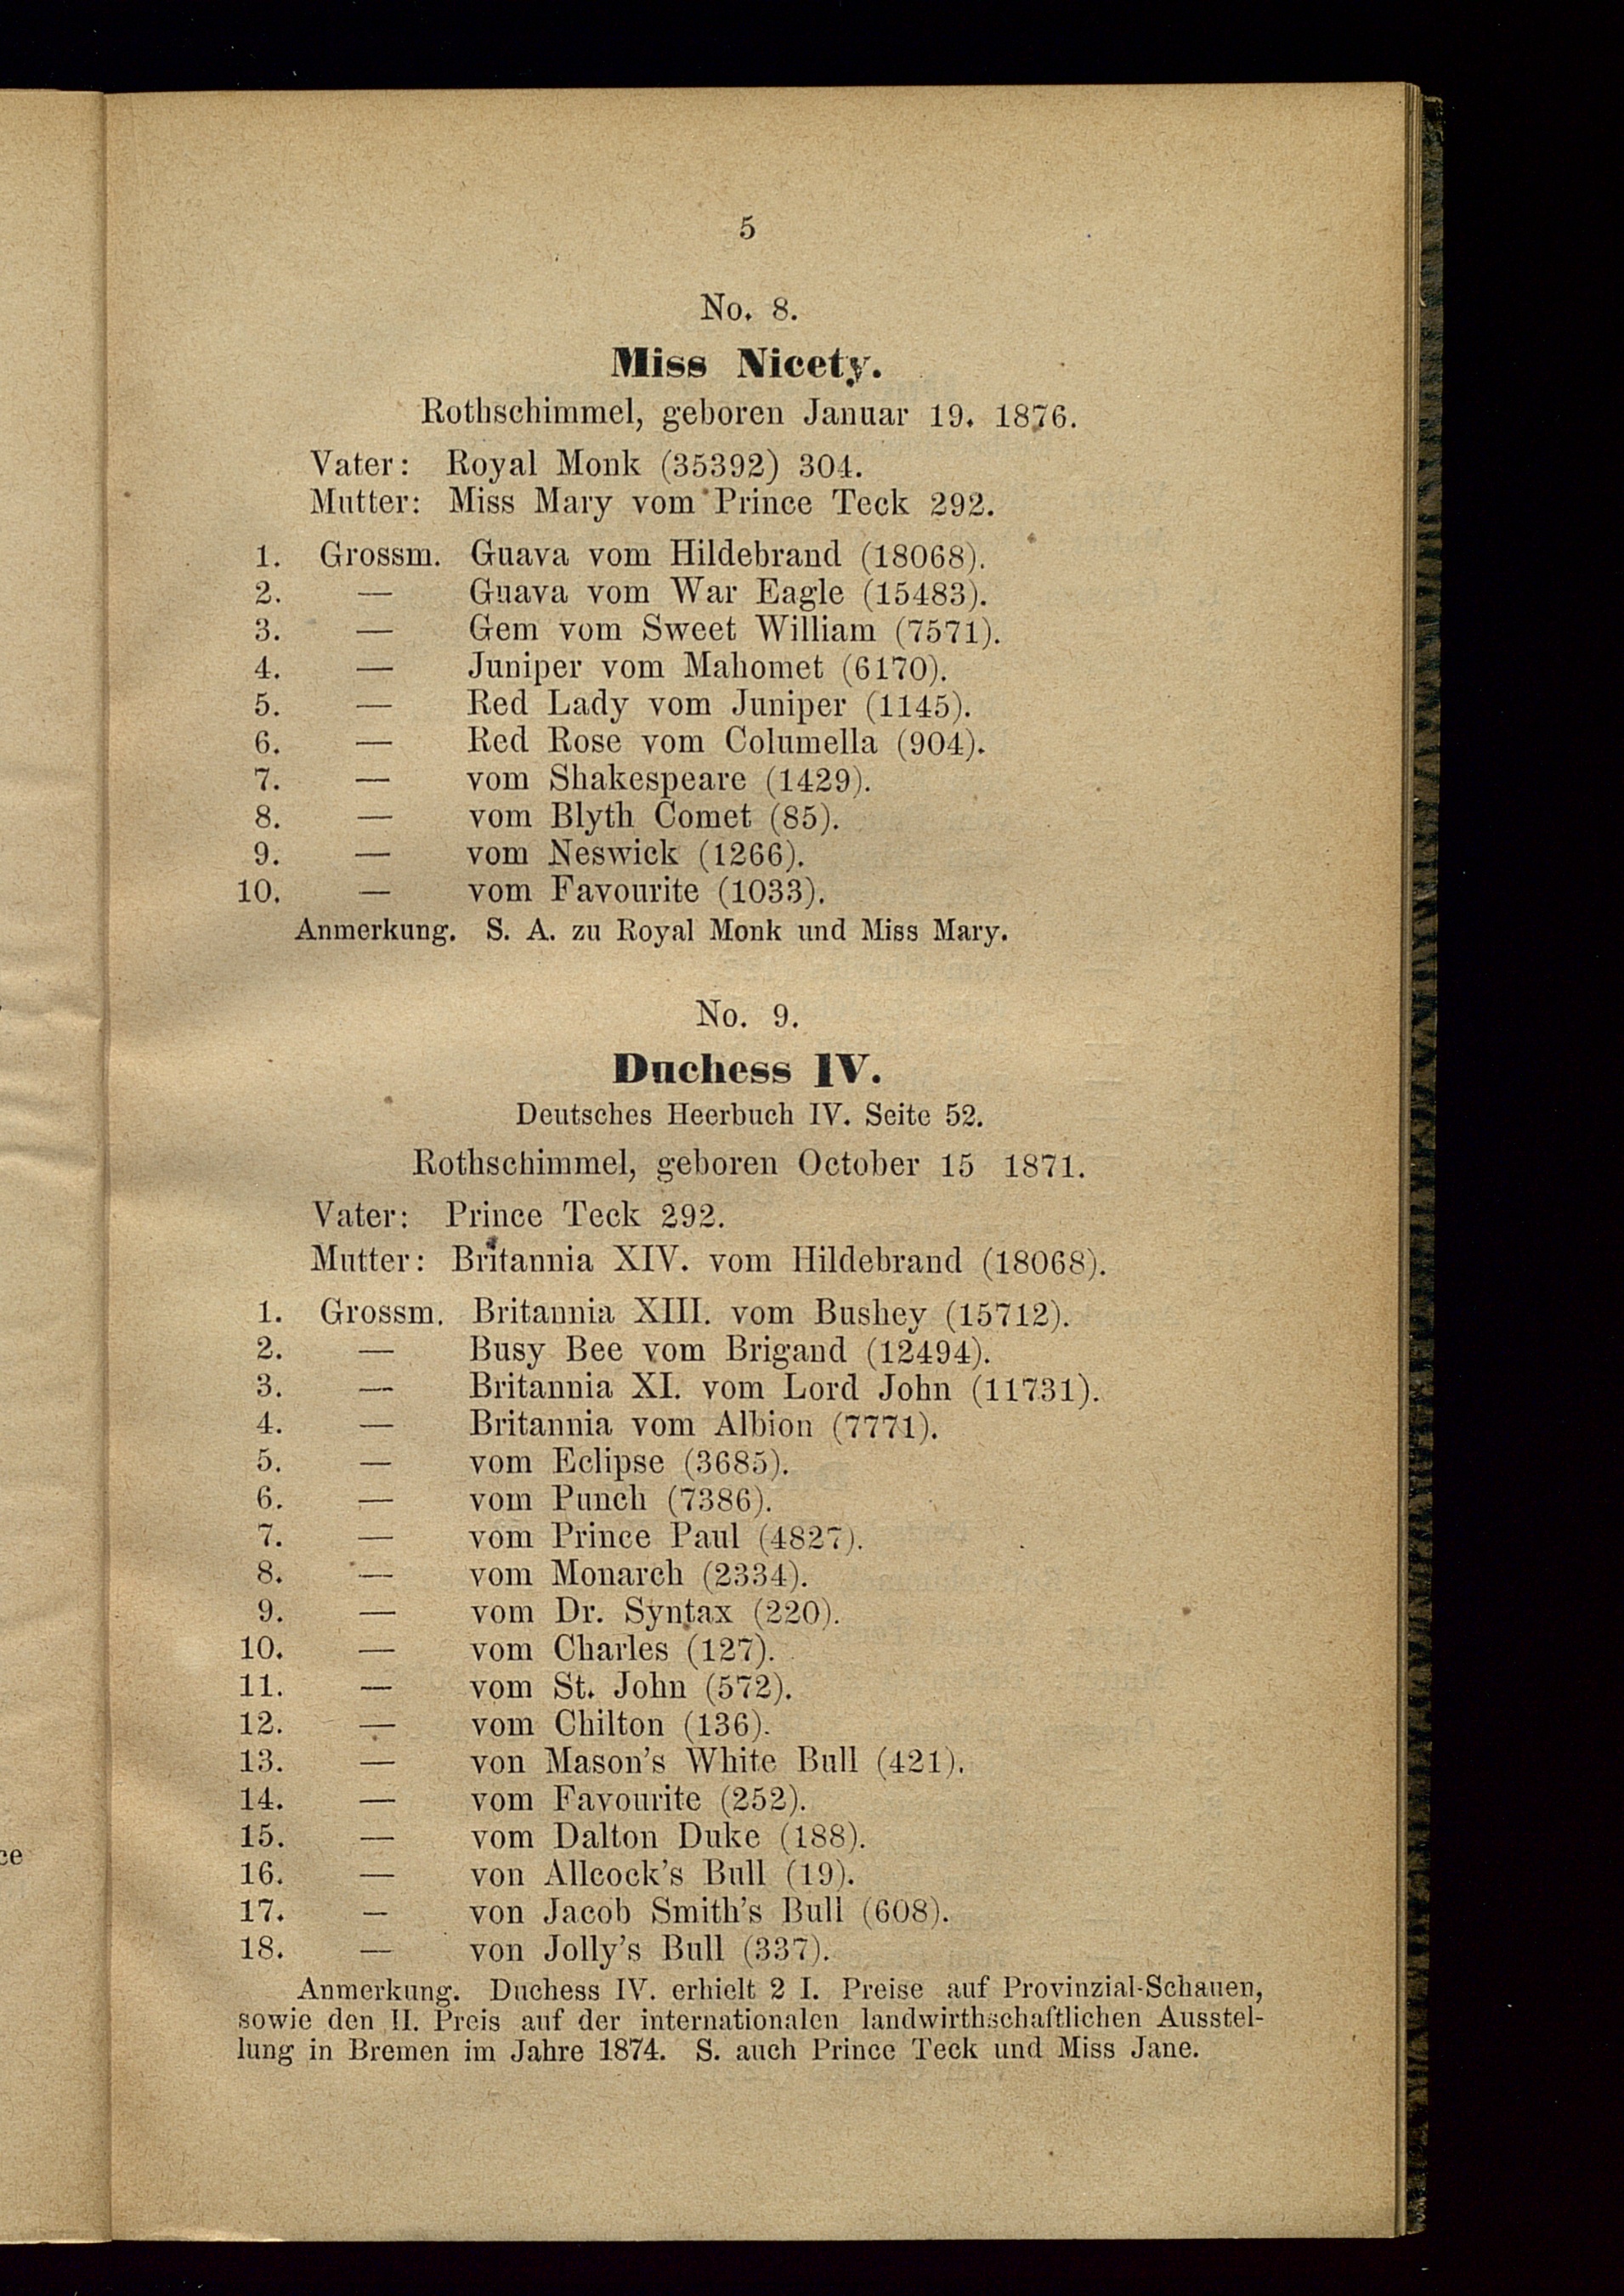 5
No. 8.
Miss Nicety.
Rothschimmel, geboren Januar 19. 1876.
Vater: Royal Monk (35392) 304.
Mutter: Miss Mary vom Prince Teck 292.
1. Grossm. Guava vom Hildebrand (18068).
2. — Guava vom War Eagle (15483).
3. — Gem vom Sweet William (7571).
4. — Juniper vom Mahomet (6170).
5. — Red Lady vom Juniper (1145).
6. — Red Rose vom Columella (904).
7. — vom Shakespeare (1429).
8. — vom Blyth Comet (85).
9. — vom Neswick (1266).
10. — vom Favourite (1033).
Anmerkung. S. A. zu Royal Monk und Miss Mary.
No. 9.
Duchess IV.
Deutsches Heerbuch IV. Seite 52.
Rothschimmel, geboren October 15 1871.
Vater: Prince Teck 292.
Mutter: Britannia XIV. vom Hildebrand (18068).
1. Grossm. Britannia XIII. vom Bushey (15712).
2. — Busy Bee vom Brigand (12494).
3. — Britannia XI. vom Lord John (11731).
4. — Britannia vom Albion (7771).
5. — vom Eclipse (3685).
6. — vom Punch (7386).
7. — vom Prince Paul (4827).
8. — vom Monarch (2334).
9. — vom Dr. Syntax (220).
10. — vom Charles (127).
11. — vom St. John (572).
12. — vom Chilton (136).
13. — von Mason's White Bull (421).
14. — vom Favourite (252).
15. — vom Dalton Duke (188).
16. — von Allcock's Bull (19).
17. — von Jacob Smith's Bull (608).
18. — von Jolly's Bull (337).
Anmerkung. Duchess IV. erhielt 2 I. Preise auf Provinzial-Schauen,
sowie den II. Preis auf der internationalen landwirthschaftlichen Ausstel-
lung in Bremen im Jahre 1874. S. auch Prince Teck und Miss Jane.